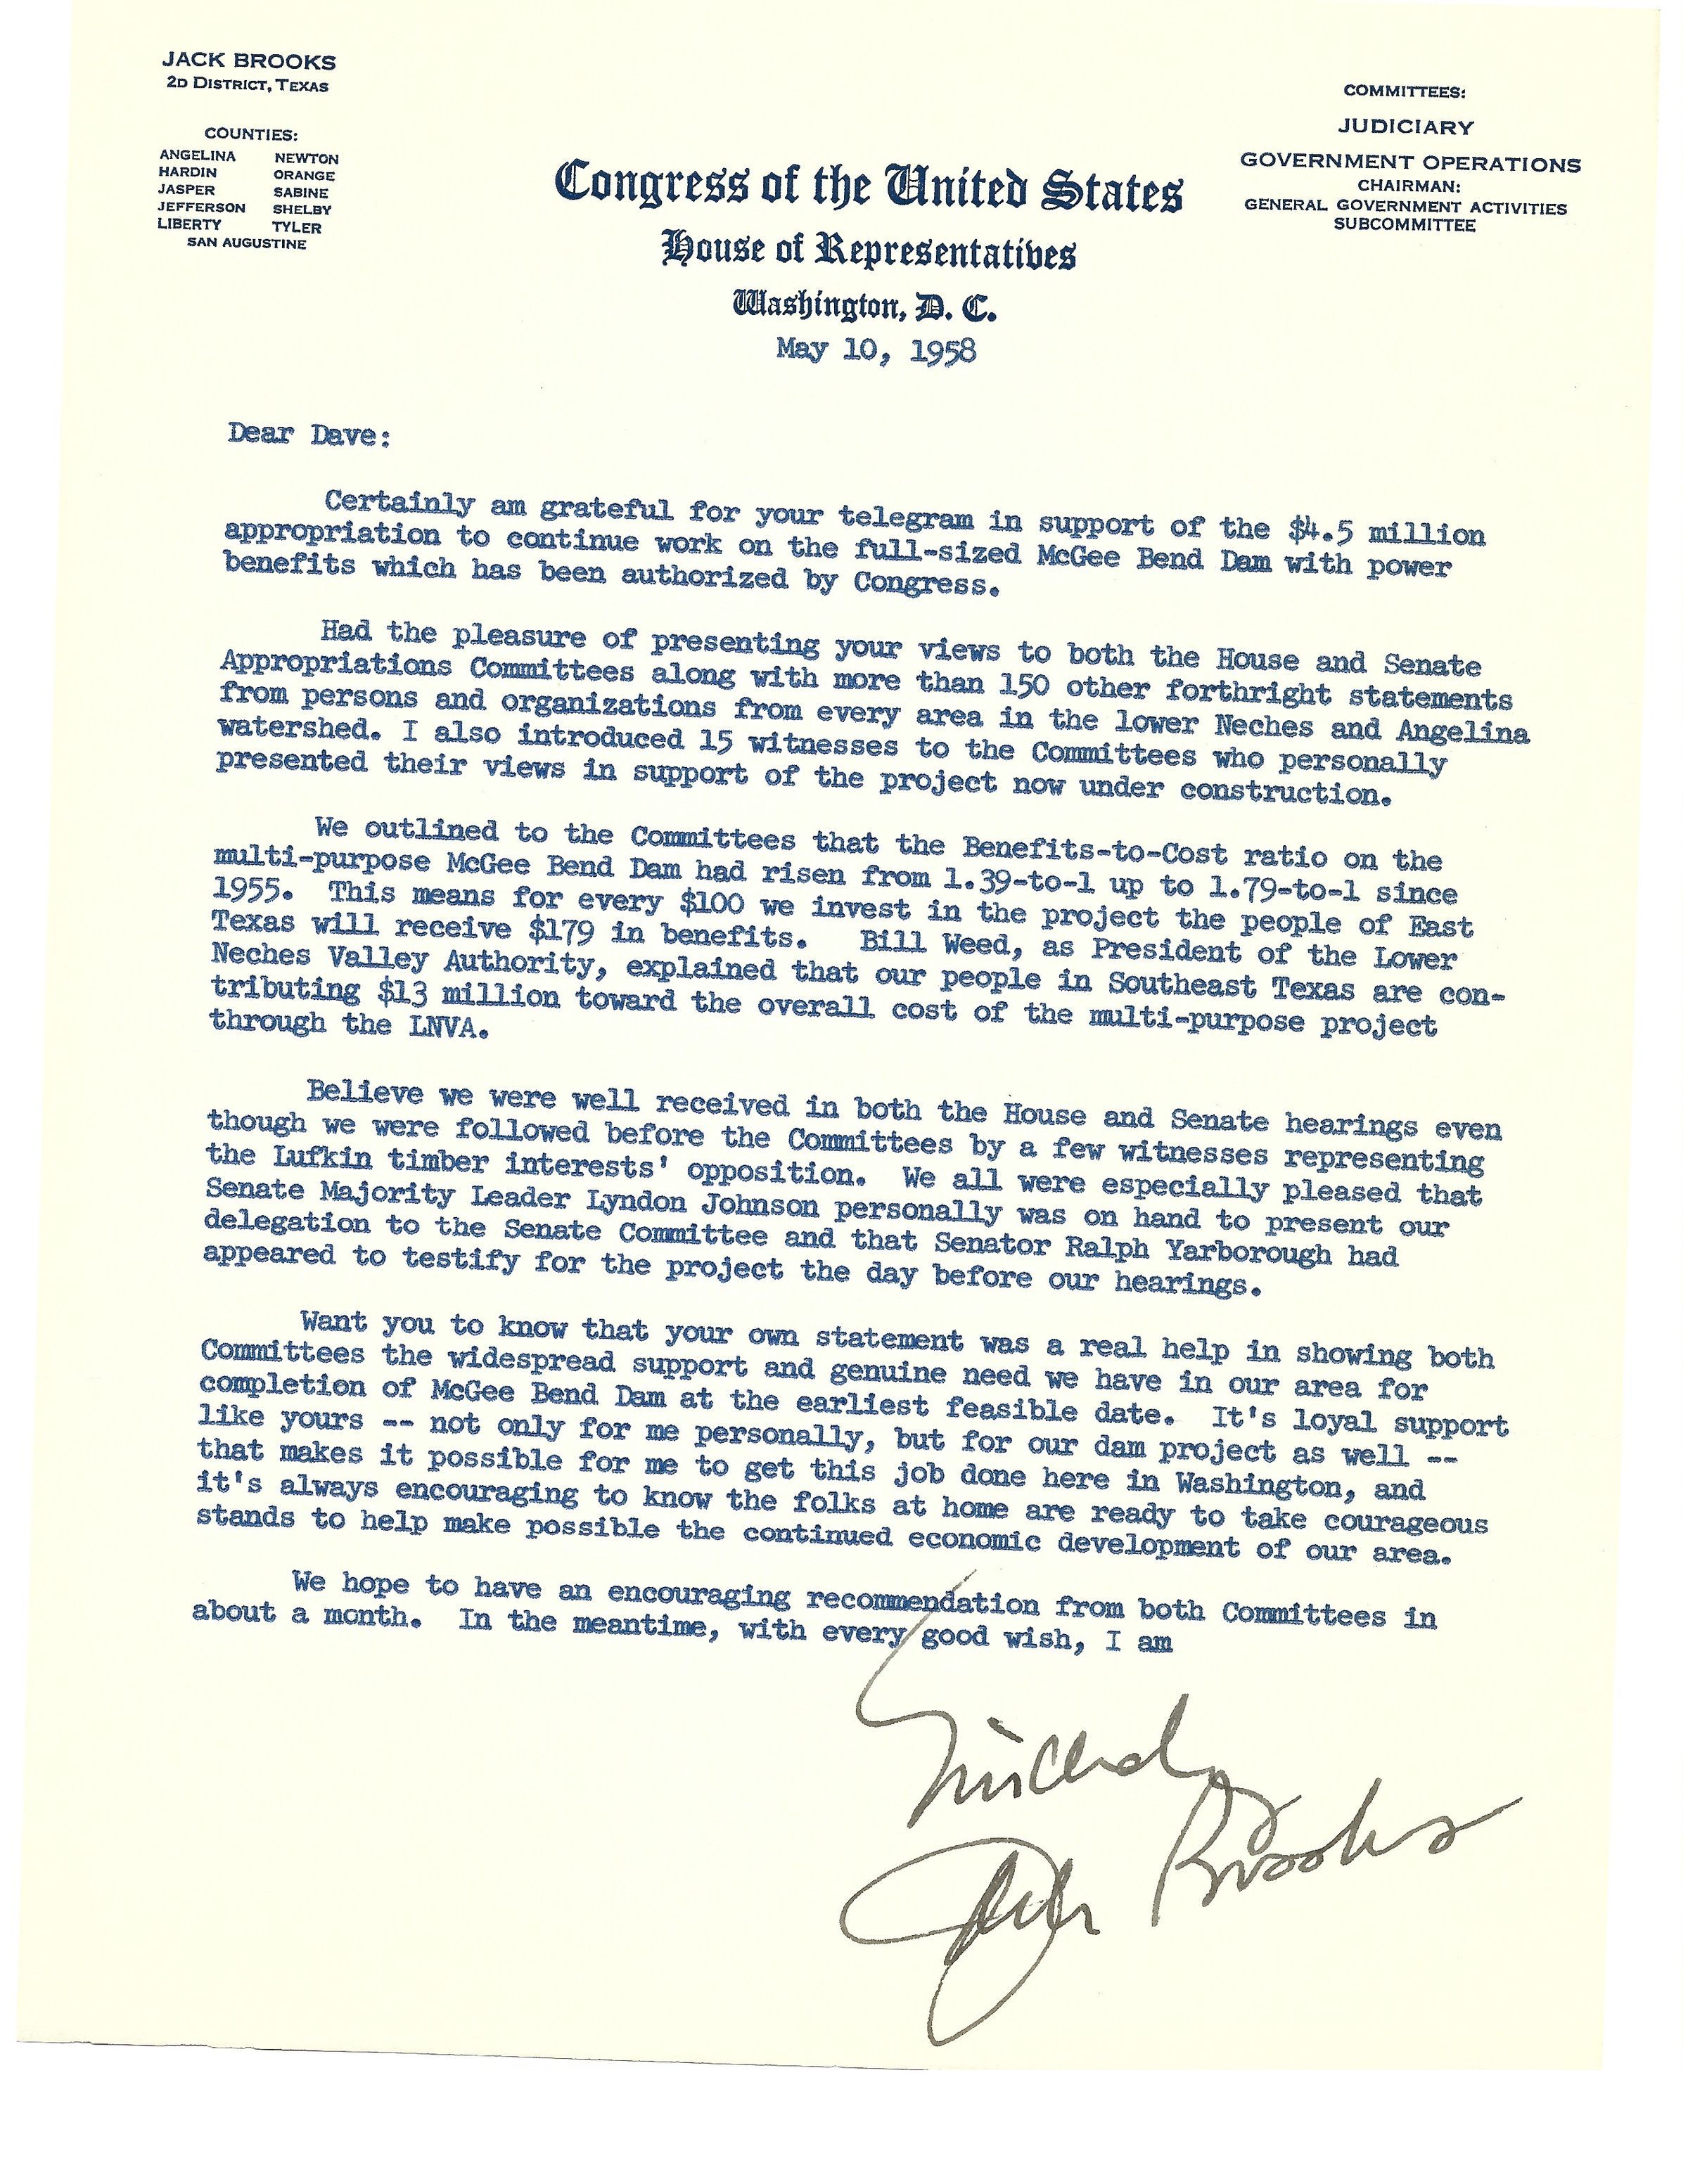 JACK BROOKS
2D DISTRICT, TEXAS
COUNTIES:
ANGELINA NEWTON
HARDIN ORANGE
JASPER SABINE
JEFFERSON SHELBY
LIBERTY TYLER
SAN AUGUSTINE
COMMITTEES:
JUDICIARY
GOVERNMENT OPERATIONS
CHAIRMAN:
GENERAL GOVERNMENT ACTIVITIES
SUBCOMMITTEE
Congress of the United States
House of Representatives
Washington, D. C.
May 10, 1958
Dear Dave:
Certainly am grateful for your telegram in support of the $4.5 million
appropriation to continue work on the full-sized McGee Bend Dam with power
benefits which has been authorized by Congress.
Had the pleasure of presenting your views to both the House and Senate
Appropriations Committees along with more than 150 other forthright statements
from persons and organizations from every area in the lower Neches and Angelina
watershed. I also introduced 15 witnesses to the Committees who personally
presented their views in support of the project now under construction.
We outlined to the Committees that the Benefits-to-Cost ratio on the
multi-purpose McGee Bend Dam had risen from 1.39-to-1 up to 1.79-to-1 since
1955. This means for every $100 we invest in the project the people of East
Texas will receive $179 in benefits. Bill Weed, as President of the Lower
Neches Valley Authority, explained that our people in Southeast Texas are con-
tributing $13 million toward the overall cost of the multi-purpose project
through the LNVA.
Believe we were well received in both the House and Senate hearings even
though we were followed before the Committees by a few witnesses representing
the Lufkin timber interests' opposition. We all were especially pleased that
Senate Majority Leader Lyndon Johnson personally was on hand to present our
delegation to the Senate Committee and that Senator Ralph Yarborough had
appeared to testify for the project the day before our hearings.
Want you to know that your own statement was a real help in showing both
Committees the widespread support and genuine need we have in our area for
completion of McGee Bend Dam at the earliest feasible date. It's loyal support
like yours -- not only for me personally, but for our dam project as well --
that makes it possible for me to get this job done here in Washington, and
it's always encouraging to know the folks at home are ready to take courageous
stands to help make possible the continued economic development of our area.
We hope to have an encouraging recommendation from both Committees in
about a month. In the meantime, with every good wish, I am
Sincerely
Jack Brooks